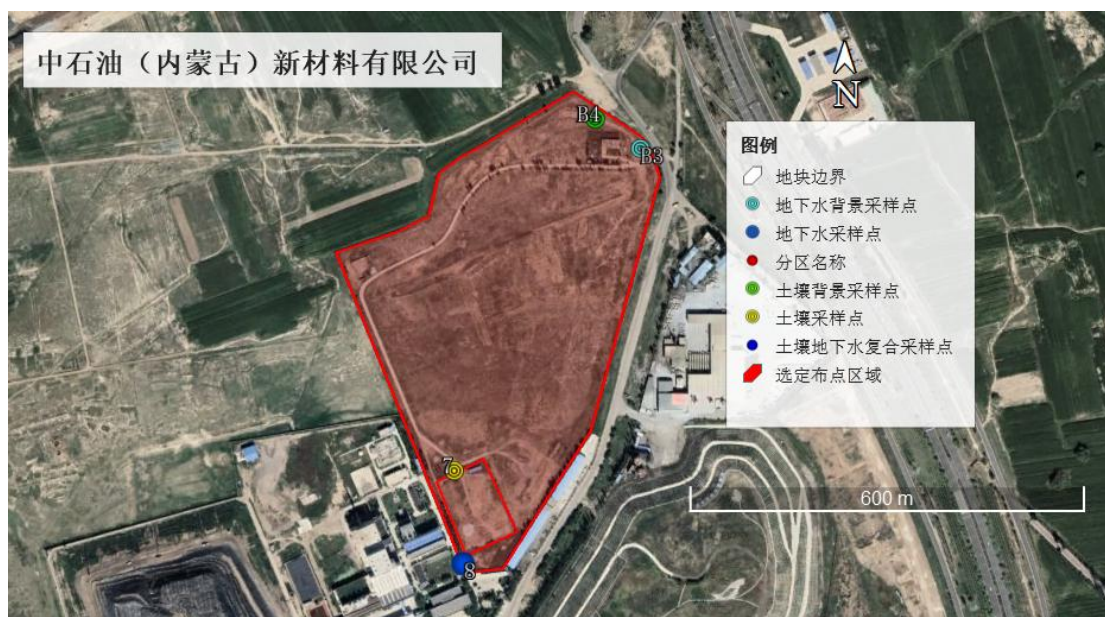 中石油（内蒙古）新材料有限公司
N
B4
B3
图例
地块边界
地下水背景采样点
地下水采样点
分区名称
土壤背景采样点
土壤采样点
土壤地下水复合采样点
选定布点区域
7
600 m
8